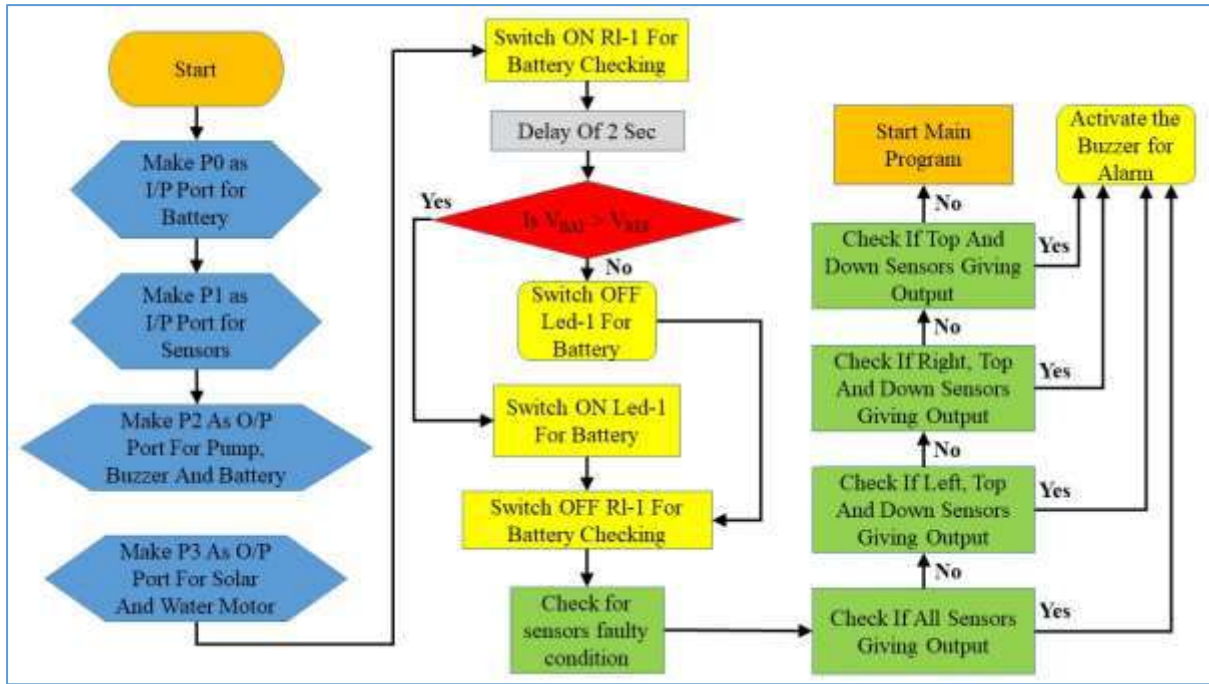 Start
Make P0 as
I/P Port for
Battery
Make P1 as
I/P Port for
Sensors
Make P2 As O/P
Port For Pump,
Buzzer And Battery
Make P3 As O/P
Port For Solar
And Water Motor
Switch ON Rl-1 For
Battery Checking
Delay Of 2 Sec
Yes
Is V_BAT > V_REF
No
Switch OFF
Led-1 For
Battery
Switch ON Led-1
For Battery
Switch OFF Rl-1 For
Battery Checking
Check for
sensors faulty
condition
Check If All Sensors
Giving Output
Yes
No
Check If Left, Top
And Down Sensors
Giving Output
Yes
No
Check If Right, Top
And Down Sensors
Giving Output
Yes
No
Check If Top And
Down Sensors Giving
Output
Yes
No
Start Main
Program
Activate the
Buzzer for
Alarm